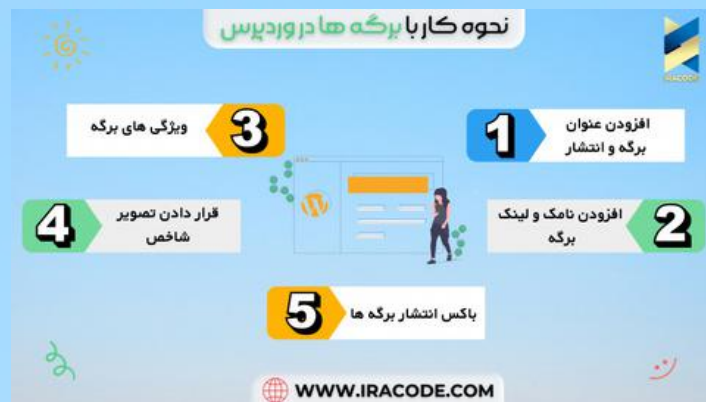 نحوه کار با برگه ها در وردپرس
IRACODE
1
افزودن عنوان
برگه و انتشار
2
افزودن نامک و لینک
برگه
3
ویژگی های برگه
4
قرار دادن تصویر
شاخص
5
باکس انتشار برگه ها
WWW.IRACODE.COM